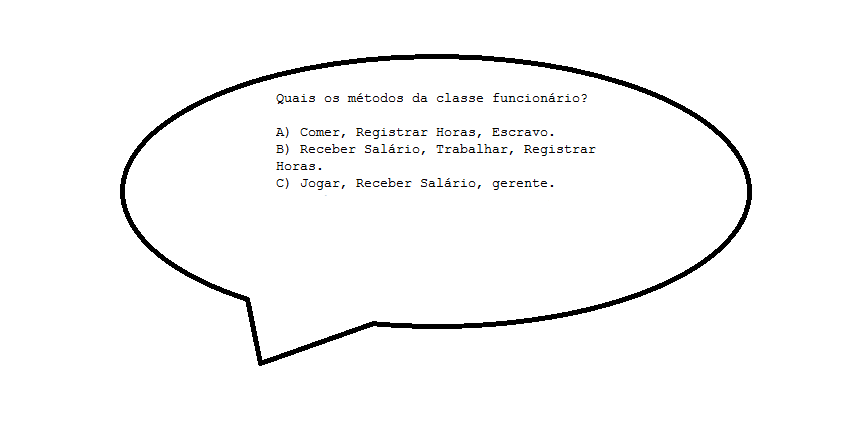 Quais os métodos da classe funcionário?
A) Comer, Registrar Horas, Escravo.
B) Receber Salário, Trabalhar, Registrar
Horas.
C) Jogar, Receber Salário, gerente.